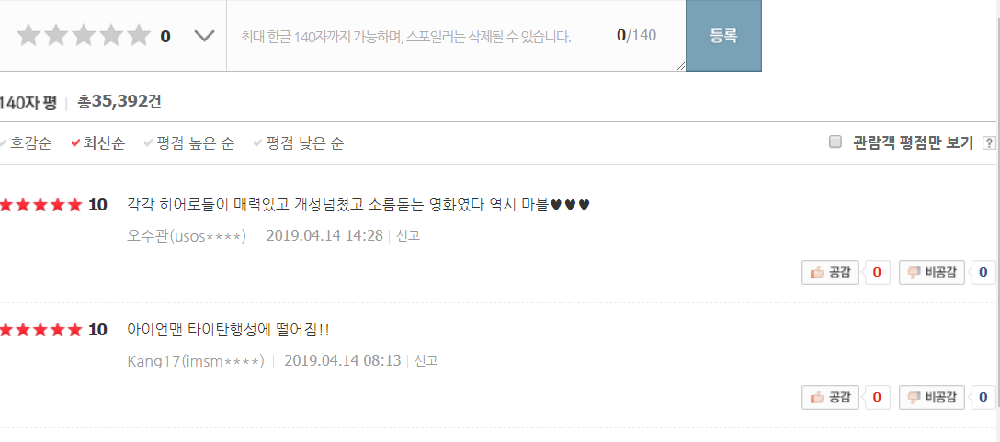 0 최대 한글 140자까지 가능하며, 스포일러는 삭제될 수 있습니다. 0/140 등록
140자 평 | 총35,392건
호감순 최신순 평점 높은 순 평점 낮은 순 관람객 평점만 보기 ?
10 각각 히어로들이 매력있고 개성넘쳤고 소름돋는 영화였다 역시 마블♥♥♥
오수관(usos****) | 2019.04.14 14:28 | 신고
공감 0 비공감 0
10 아이언맨 타이탄행성에 떨어짐!!
Kang17(imsm****) | 2019.04.14 08:13 | 신고
공감 0 비공감 0